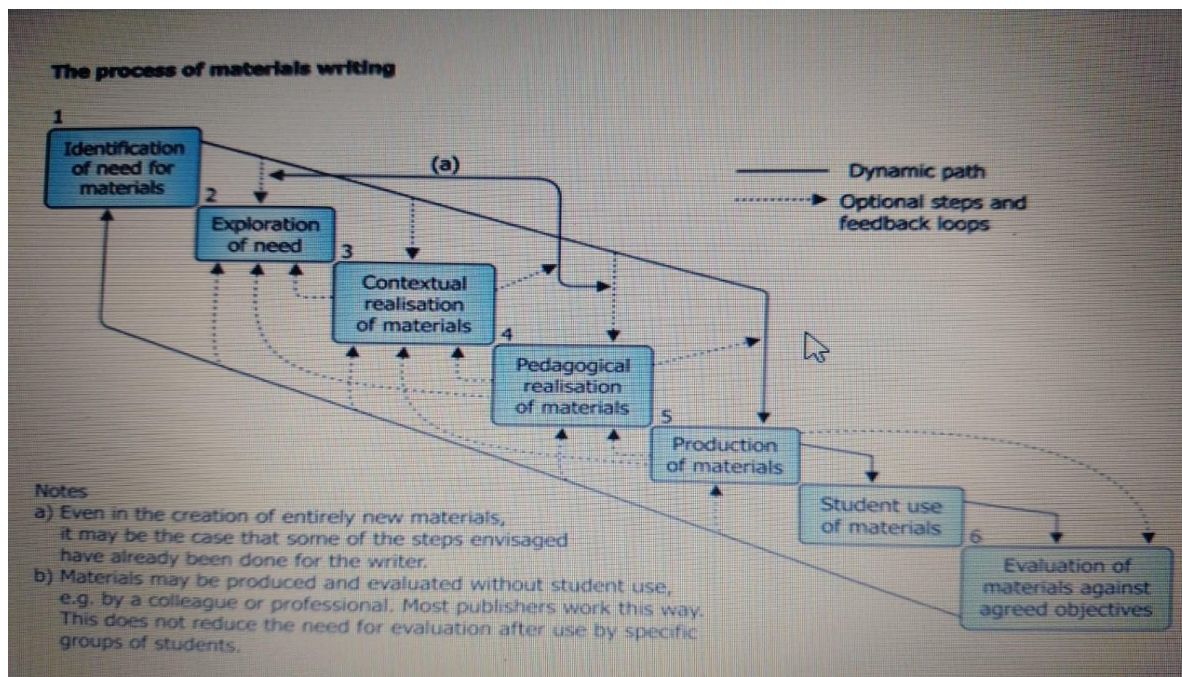 The process of materials writing
1
Identification
of need for
materials
(a)
Dynamic path
Optional steps and
feedback loops
2
Exploration
of need
3
Contextual
realisation
of materials
4
Pedagogical
realisation
of materials
5
Production
of materials
Student use
of materials
6
Evaluation of
materials against
agreed objectives
Notes
a) Even in the creation of entirely new materials,
it may be the case that some of the steps envisaged
have already been done for the writer.
b) Materials may be produced and evaluated without student use,
e.g. by a colleague or professional. Most publishers work this way.
This does not reduce the need for evaluation after use by specific
groups of students.